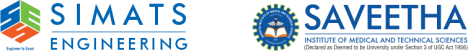 SIMATS
ENGINEERING
Engineer to Excel
SAVEETHA
INSTITUTE OF MEDICAL AND TECHNICAL SCIENCES
(Declared as Deemed to be University under Section 3 of UGC Act 1956)